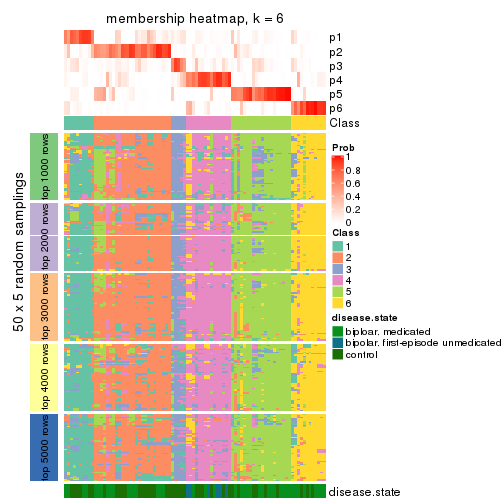 membership heatmap, k = 6
p1
p2
p3
p4
p5
p6
Class
50 x 5 random samplings
top 1000 rows
top 2000 rows
top 3000 rows
top 4000 rows
top 5000 rows
Prob
1
0.8
0.6
0.4
0.2
0
Class
1
2
3
4
5
6
disease.state
biploar. medicated
bipolar. first-episode unmedicated
control
disease.state